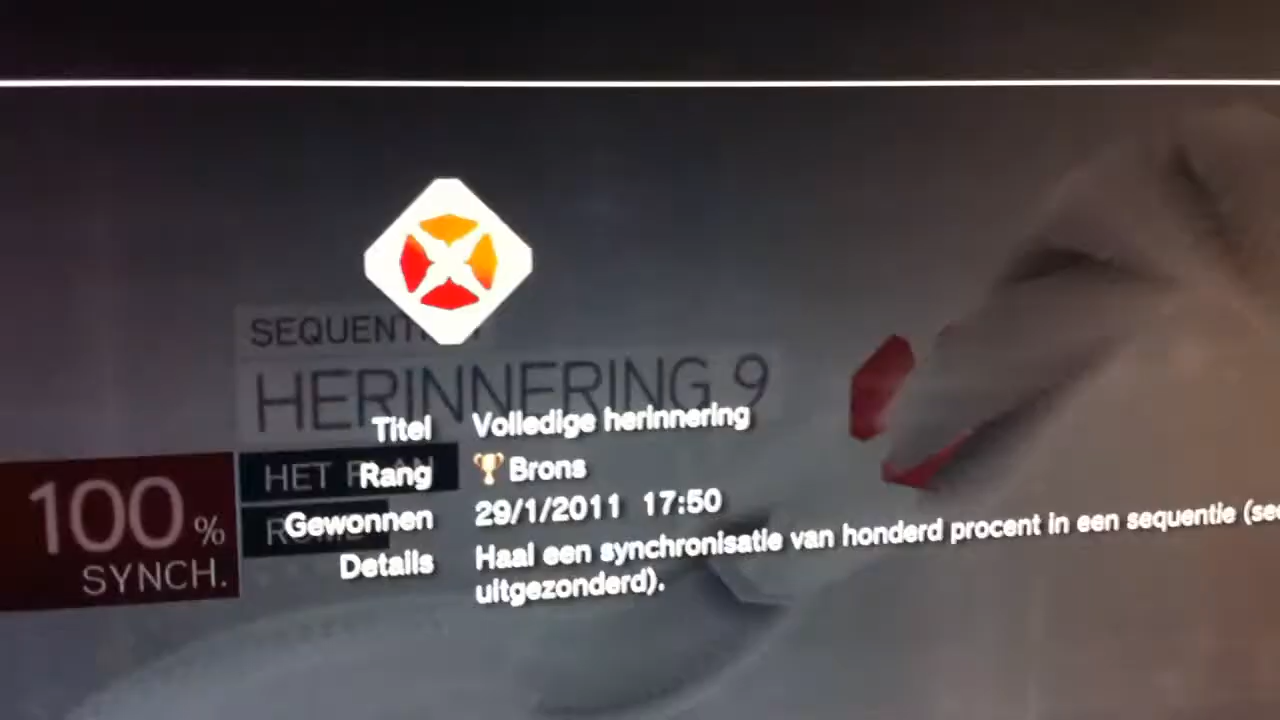 HERINNERING 9
Titel Volledige herinnering
HET
Rang Brons
Gewonnen 29/1/2011 17:50
Details Haal een synchronisatie van honderd procent in een sequentie
uitgezonderd).
100 %
SYNCH.